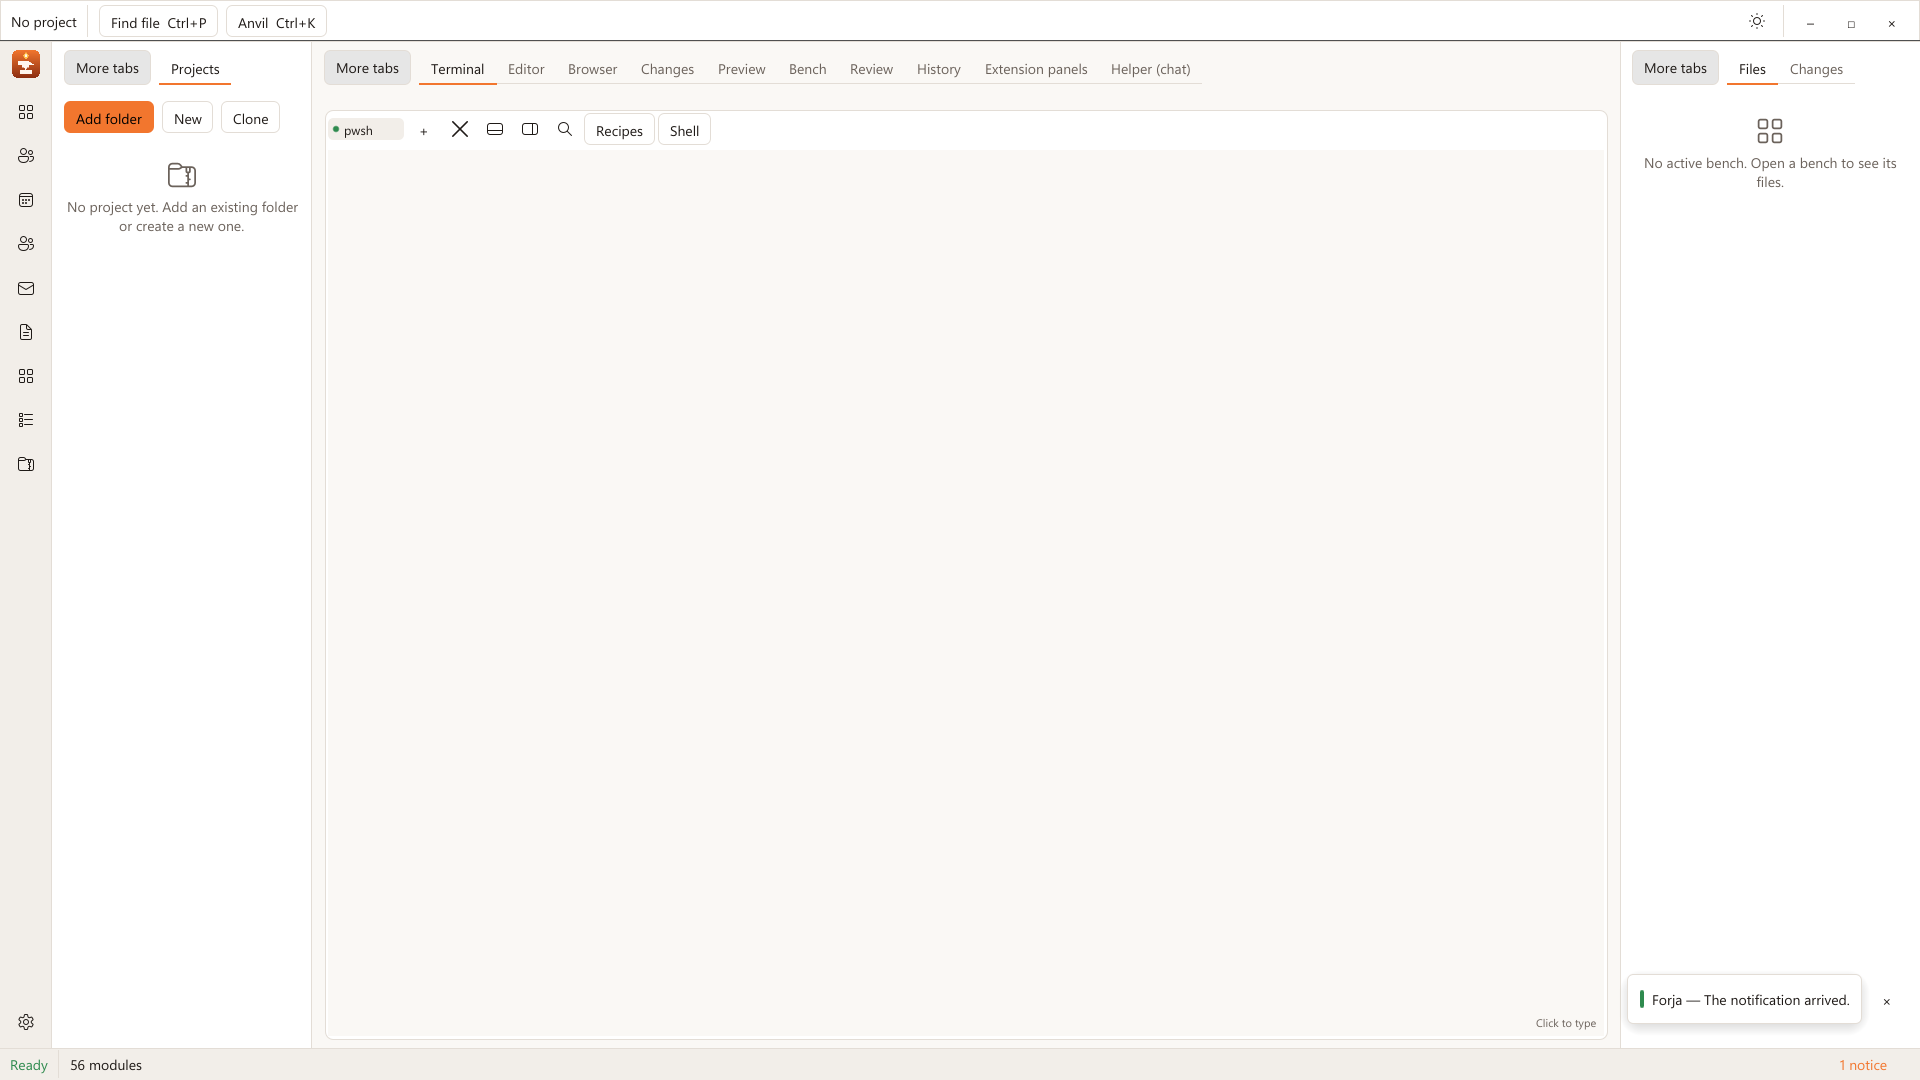 No project
Find file Ctrl+P
Anvil Ctrl+K
More tabs
Projects
Add folder
New
Clone
No project yet. Add an existing folder
or create a new one.
More tabs
Terminal
Editor
Browser
Changes
Preview
Bench
Review
History
Extension panels
Helper (chat)
pwsh
Recipes
Shell
Click to type
More tabs
Files
Changes
No active bench. Open a bench to see its
files.
Forja — The notification arrived.
Ready
56 modules
1 notice